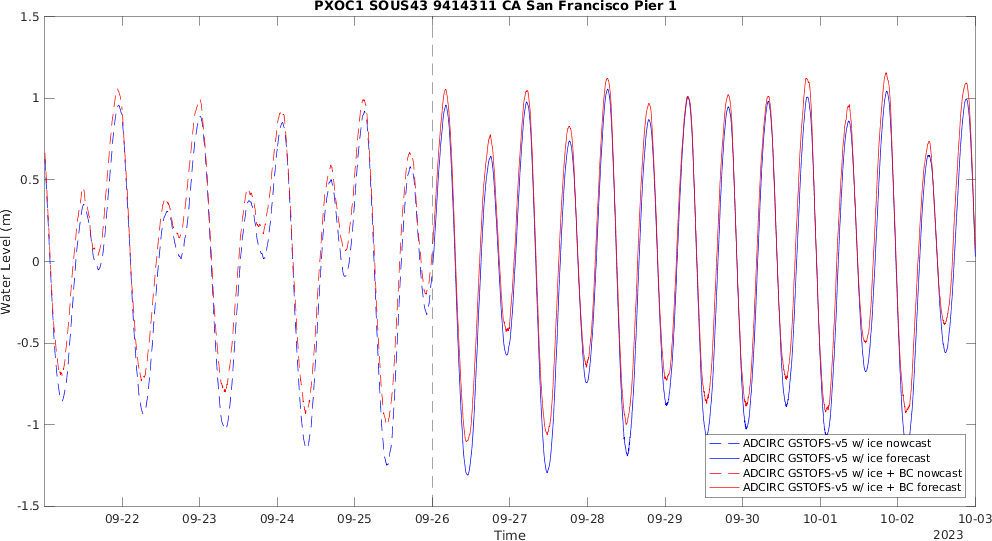 PXOC1 SOUS43 9414311 CA San Francisco Pier 1
1.5
1
0.5
0
-0.5
-1
-1.5
Water Level (m)
ADCIRC GSTOFS-v5 w/ ice nowcast
ADCIRC GSTOFS-v5 w/ ice forecast
ADCIRC GSTOFS-v5 w/ ice + BC nowcast
ADCIRC GSTOFS-v5 w/ ice + BC forecast
09-22 09-23 09-24 09-25 09-26 09-27 09-28 09-29 09-30 10-01 10-02 10-03
Time
2023